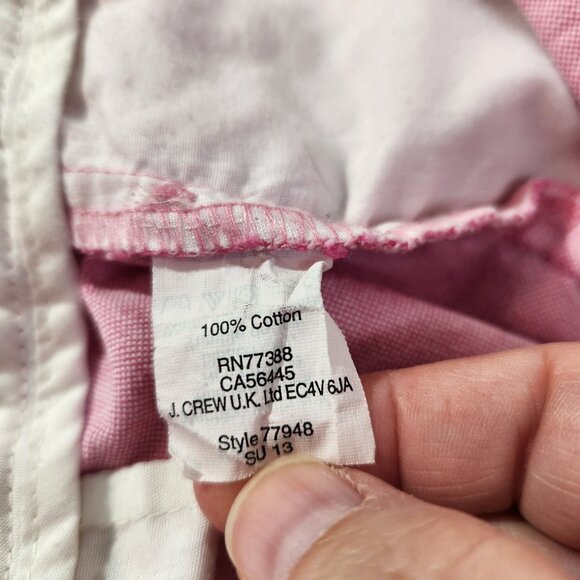 100% Cotton
RN77388
CA56445
J. CREW U.K. Ltd EC4V 6JA
Style 77948
SU 13